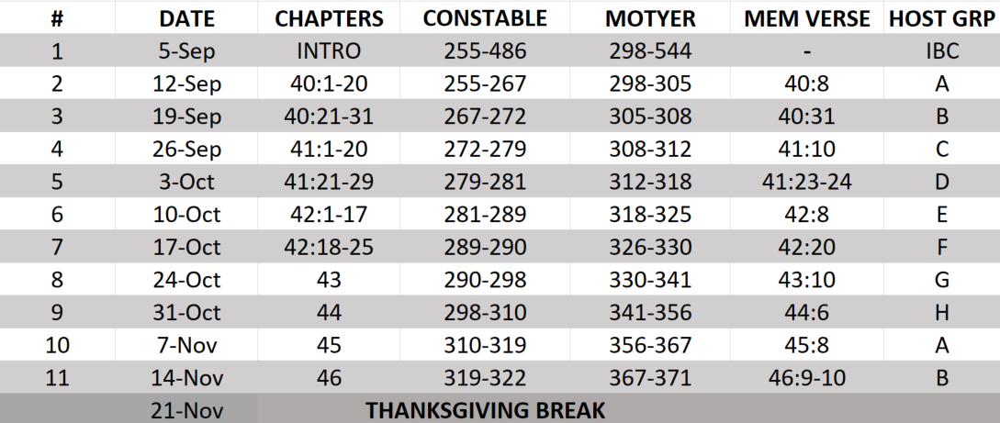 # DATE CHAPTERS CONSTABLE MOTYER MEM VERSE HOST GRP
1 5-Sep INTRO 255-486 298-544 - IBC
2 12-Sep 40:1-20 255-267 298-305 40:8 A
3 19-Sep 40:21-31 267-272 305-308 40:31 B
4 26-Sep 41:1-20 272-279 308-312 41:10 C
5 3-Oct 41:21-29 279-281 312-318 41:23-24 D
6 10-Oct 42:1-17 281-289 318-325 42:8 E
7 17-Oct 42:18-25 289-290 326-330 42:20 F
8 24-Oct 43 290-298 330-341 43:10 G
9 31-Oct 44 298-310 341-356 44:6 H
10 7-Nov 45 310-319 356-367 45:8 A
11 14-Nov 46 319-322 367-371 46:9-10 B
21-Nov THANKSGIVING BREAK